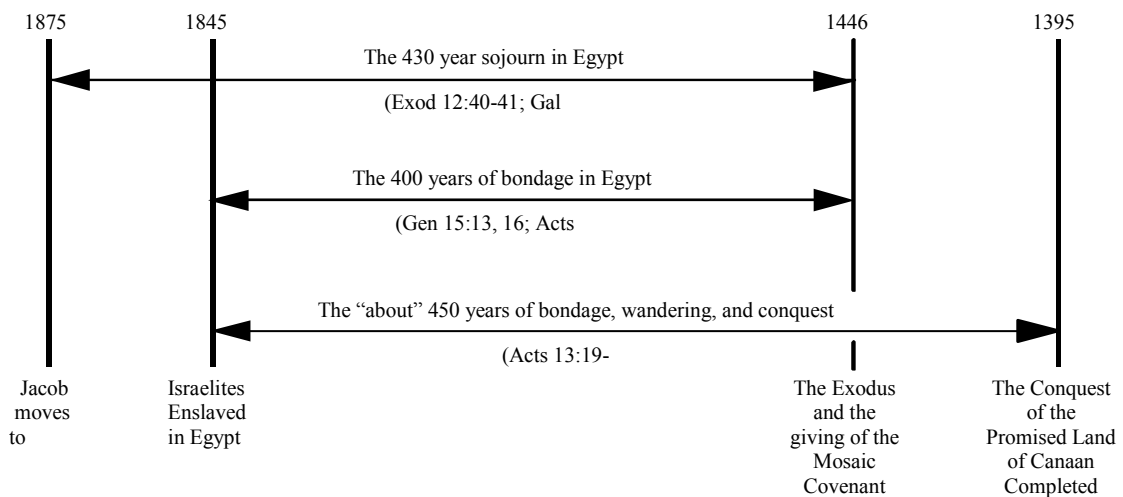 1875
1845
1446
1395
The 430 year sojourn in Egypt
(Exod 12:40-41; Gal
The 400 years of bondage in Egypt
(Gen 15:13, 16; Acts
The “about” 450 years of bondage, wandering, and conquest
(Acts 13:19-
Jacob
moves
to
Israelites
Enslaved
in Egypt
The Exodus
and the
giving of the
Mosaic
Covenant
The Conquest
of the
Promised Land
of Canaan
Completed